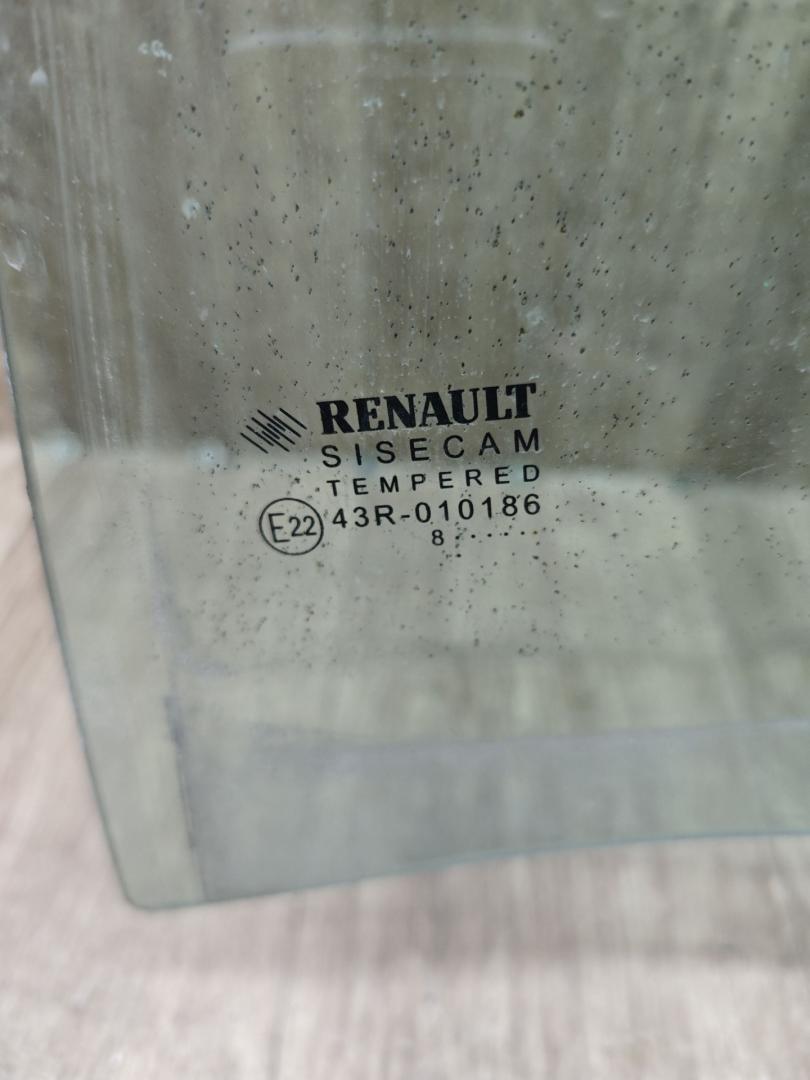 RENAULT
SISECAM
TEMPERED
E22 43R-010186
8 · · · · · ·